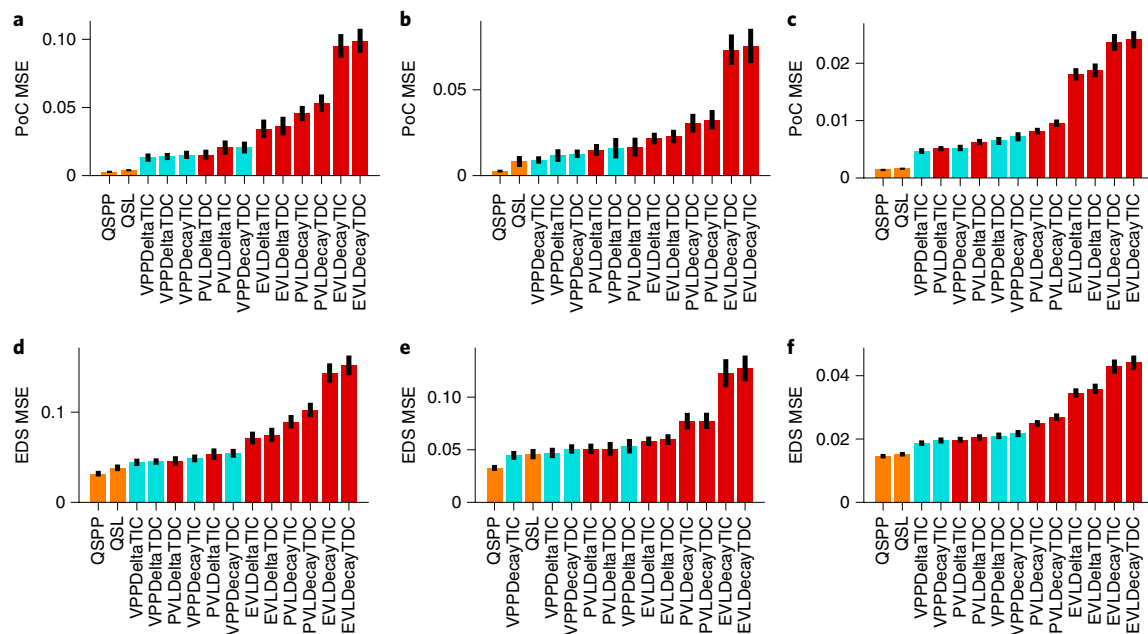 a
PoC MSE
0.10
0.05
0
QSPP
QSL
VPPDeltaTIC
VPPDeltaTDC
VPPDecayTIC
PVLDeltaTDC
PVLDeltaTIC
VPPDecayTDC
EVLDeltaTIC
EVLDeltaTDC
PVLDecayTIC
PVLDecayTDC
EVLDecayTIC
EVLDecayTDC
b
PoC MSE
0.05
0
QSPP
QSL
VPPDecayTIC
VPPDeltaTIC
VPPDecayTDC
PVLDeltaTIC
VPPDeltaTDC
PVLDeltaTDC
EVLDeltaTIC
EVLDeltaTDC
PVLDecayTDC
PVLDecayTIC
EVLDecayTDC
EVLDecayTIC
c
PoC MSE
0.02
0.01
0
QSPP
QSL
VPPDeltaTIC
PVLDeltaTIC
VPPDecayTIC
PVLDeltaTDC
VPPDeltaTDC
VPPDecayTDC
PVLDecayTIC
PVLDecayTDC
EVLDeltaTIC
EVLDeltaTDC
EVLDecayTDC
EVLDecayTIC
d
EDS MSE
0.1
0
QSPP
QSL
VPPDeltaTIC
VPPDeltaTDC
PVLDeltaTDC
VPPDecayTIC
PVLDeltaTIC
VPPDecayTDC
EVLDeltaTIC
EVLDeltaTDC
PVLDecayTIC
PVLDecayTDC
EVLDecayTIC
EVLDecayTDC
e
EDS MSE
0.10
0.05
0
QSPP
VPPDecayTIC
QSL
VPPDeltaTIC
VPPDecayTDC
PVLDeltaTIC
PVLDeltaTDC
VPPDeltaTDC
EVLDeltaTIC
EVLDeltaTDC
PVLDecayTIC
PVLDecayTDC
EVLDecayTIC
EVLDecayTDC
f
EDS MSE
0.04
0.02
0
QSPP
QSL
VPPDeltaTIC
VPPDecayTIC
PVLDeltaTIC
PVLDeltaTDC
VPPDeltaTDC
VPPDecayTDC
PVLDecayTIC
PVLDecayTDC
EVLDeltaTIC
EVLDeltaTDC
EVLDecayTIC
EVLDecayTDC